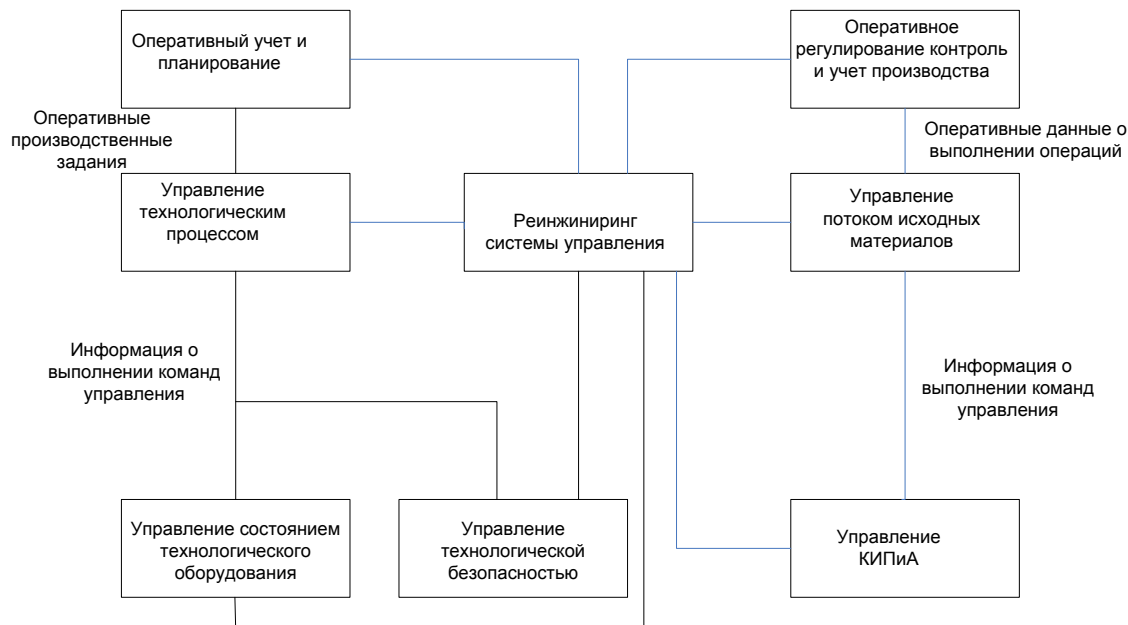 Оперативный учет и
планирование
Оперативное
регулирование контроль
и учет производства
Оперативные
производственные
задания
Оперативные данные о
выполнении операций
Управление
технологическим
процессом
Реинжиниринг
системы управления
Управление
потоком исходных
материалов
Информация о
выполнении команд
управления
Информация о
выполнении команд
управления
Управление состоянием
технологического
оборудования
Управление
технологической
безопасностью
Управление
КИПиА